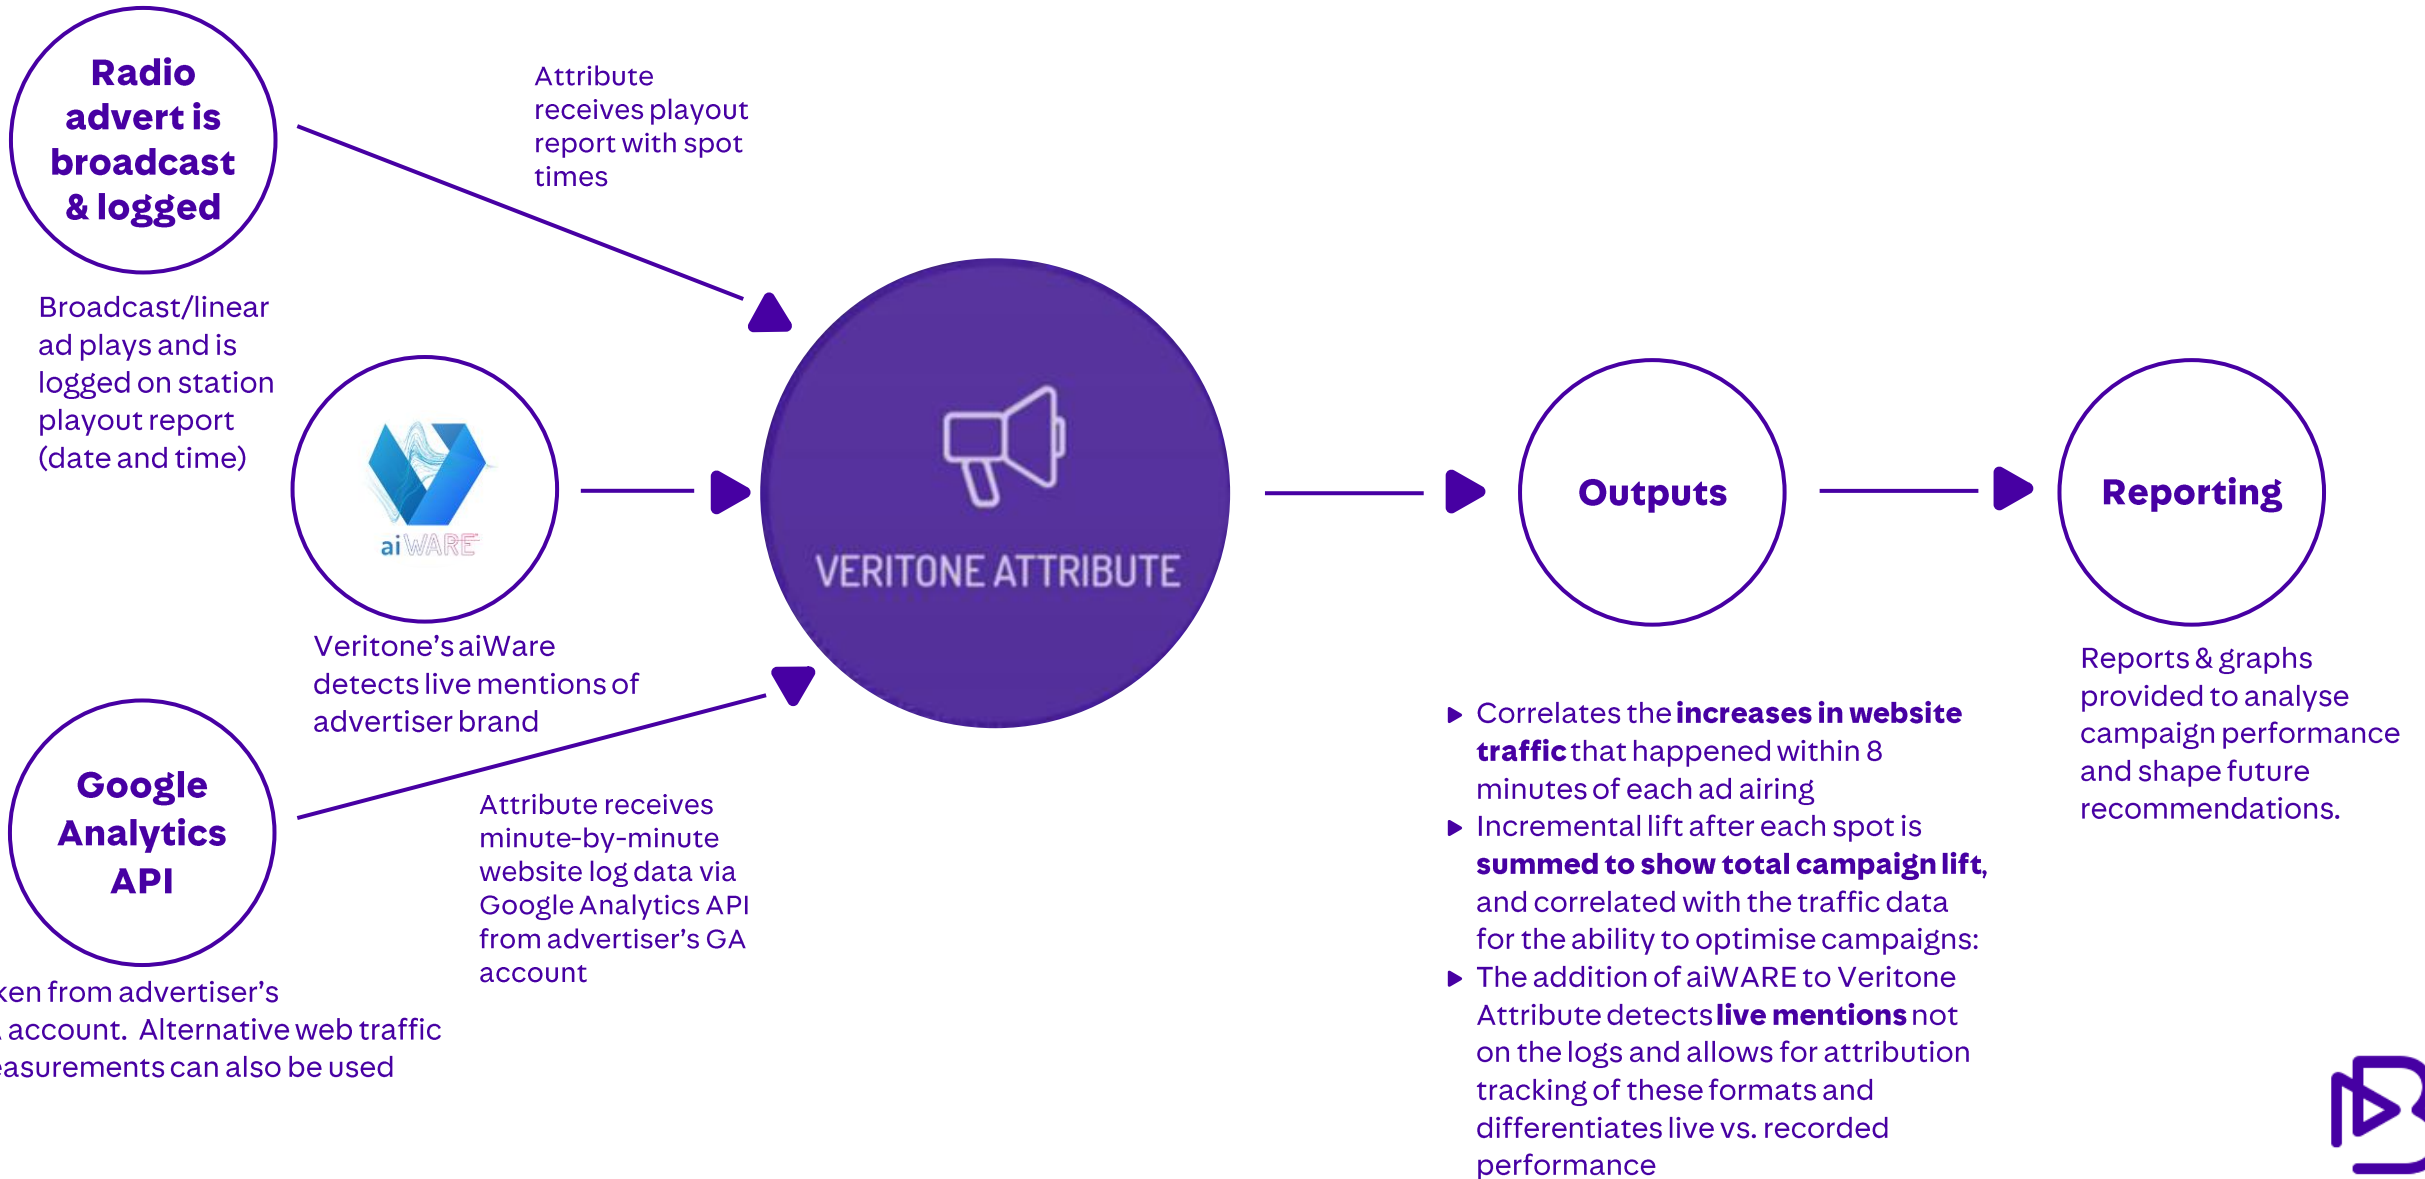 Radio
advert is
broadcast
& logged
Broadcast/linear
ad plays and is
logged on station
playout report
(date and time)
Attribute
receives playout
report with spot
times
aiWARE
Veritone's aiWare
detects live mentions of
advertiser brand
Google
Analytics
API
from advertiser's
account. Alternative web traffic
can also be used
Attribute receives
minute-by-minute
website log data via
Google Analytics API
from advertiser's GA
account
VERITONE ATTRIBUTE
Outputs
Correlates the increases in website
traffic that happened within 8
minutes of each ad airing
Incremental lift after each spot is
summed to show total campaign lift,
and correlated with the traffic data
for the ability to optimise campaigns:
The addition of aiWARE to Veritone
Attribute detects live mentions not
on the logs and allows for attribution
tracking of these formats and
differentiates live vs. recorded
performance
Reporting
Reports & graphs
provided to analyse
campaign performance
and shape future
recommendations.